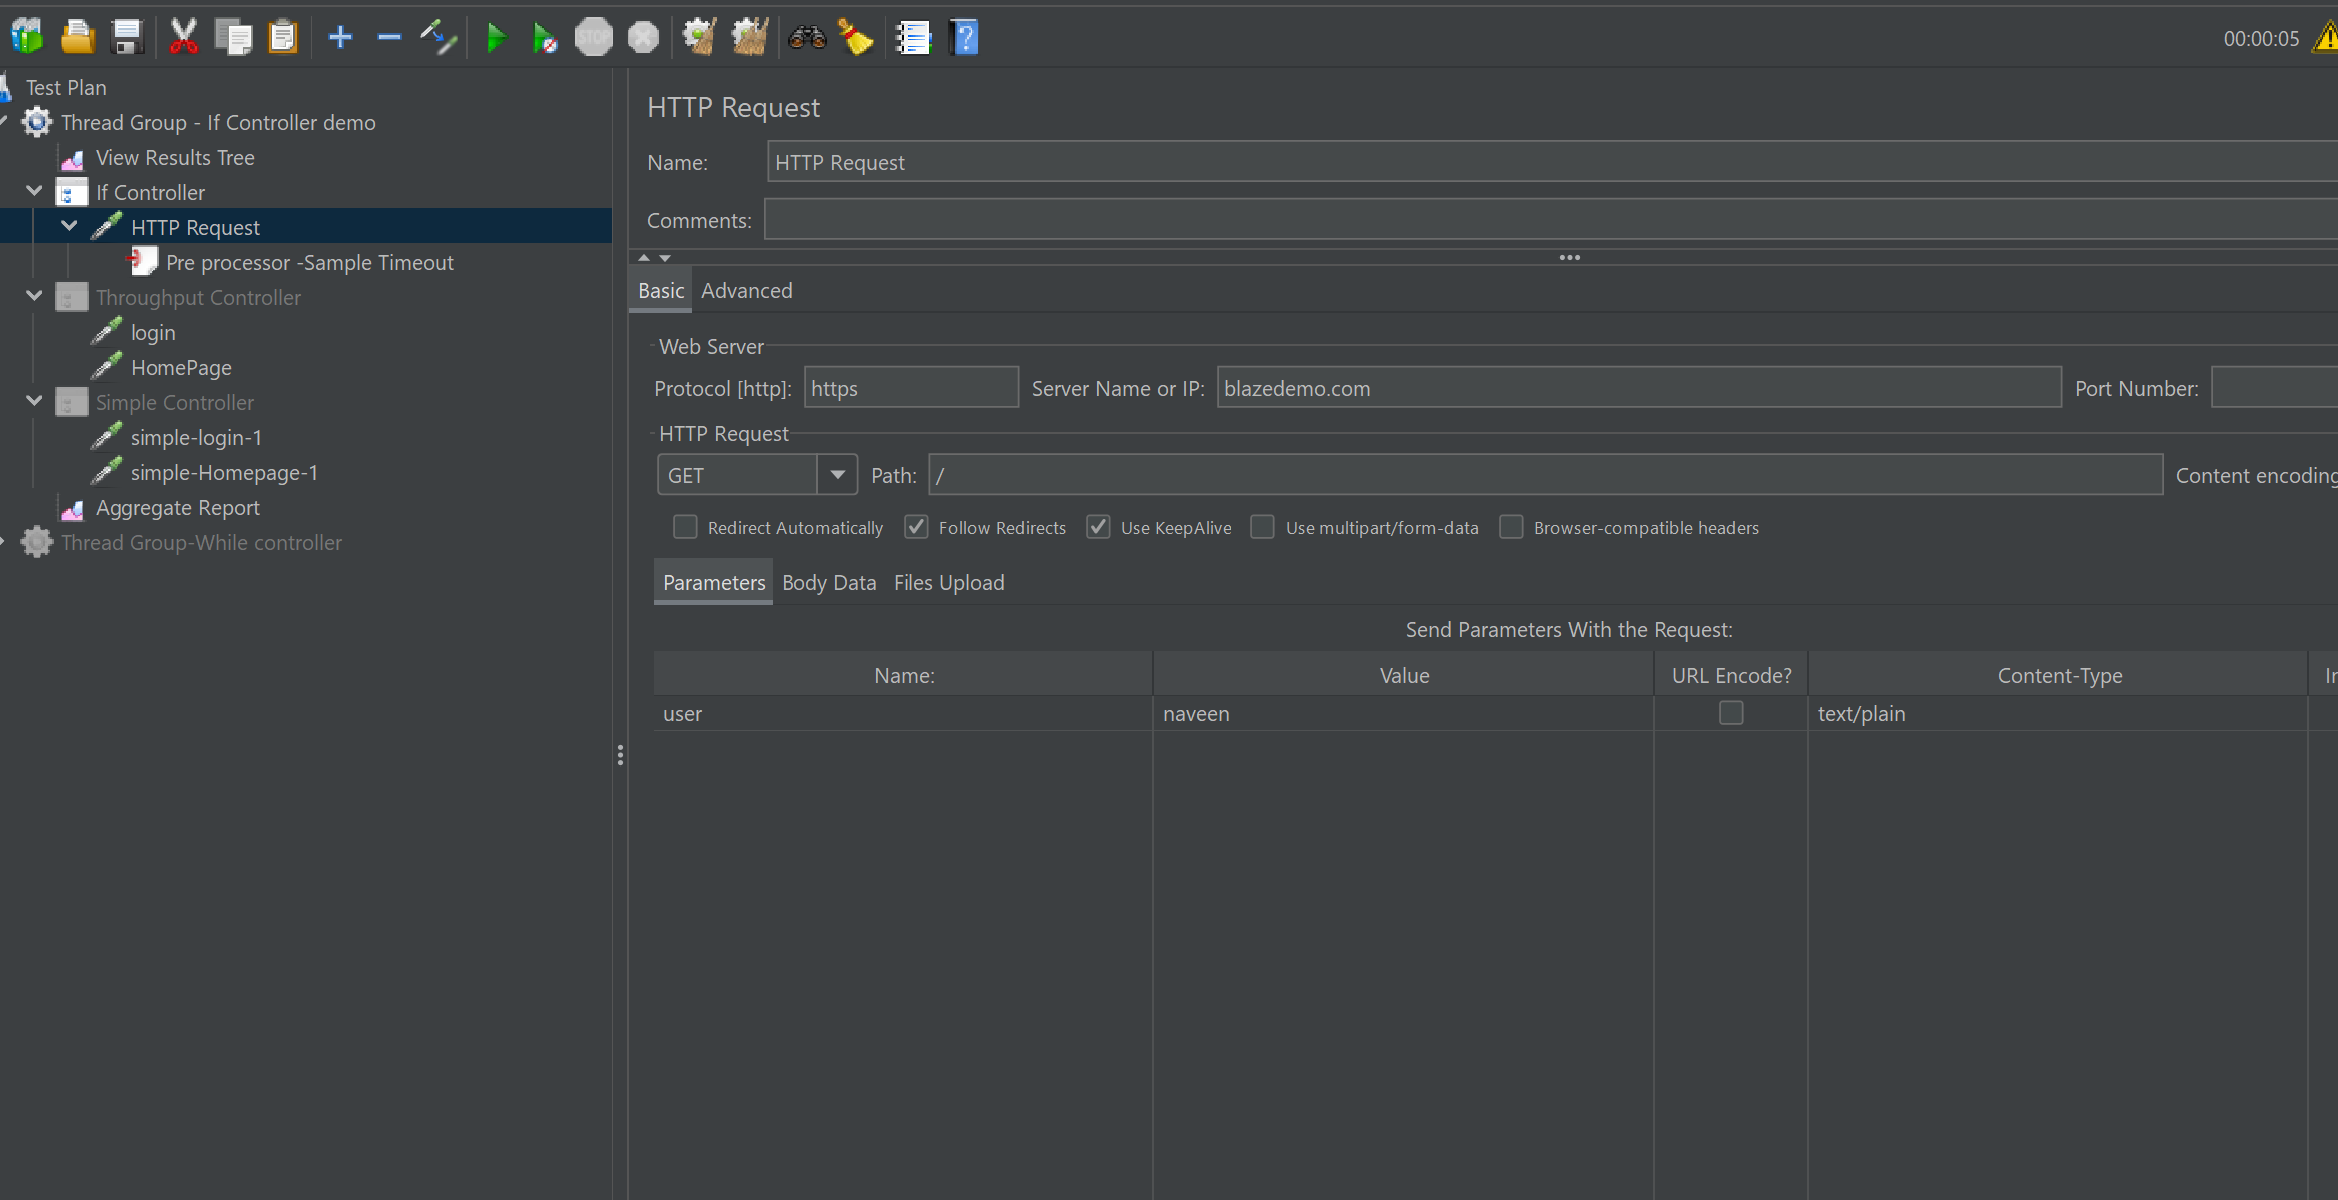 STOP
00:00:05
Test Plan
Thread Group - If Controller demo
View Results Tree
If Controller
HTTP Request
Pre processor -Sample Timeout
Throughput Controller
login
HomePage
Simple Controller
simple-login-1
simple-Homepage-1
Aggregate Report
Thread Group-While controller
HTTP Request
Name: HTTP Request
Comments:
Basic Advanced
Web Server
Protocol [http]: https Server Name or IP: blazedemo.com Port Number:
HTTP Request
GET Path: / Content encoding
Redirect Automatically Follow Redirects Use KeepAlive Use multipart/form-data Browser-compatible headers
Parameters Body Data Files Upload
Send Parameters With the Request:
Name: Value URL Encode? Content-Type
user naveen text/plain